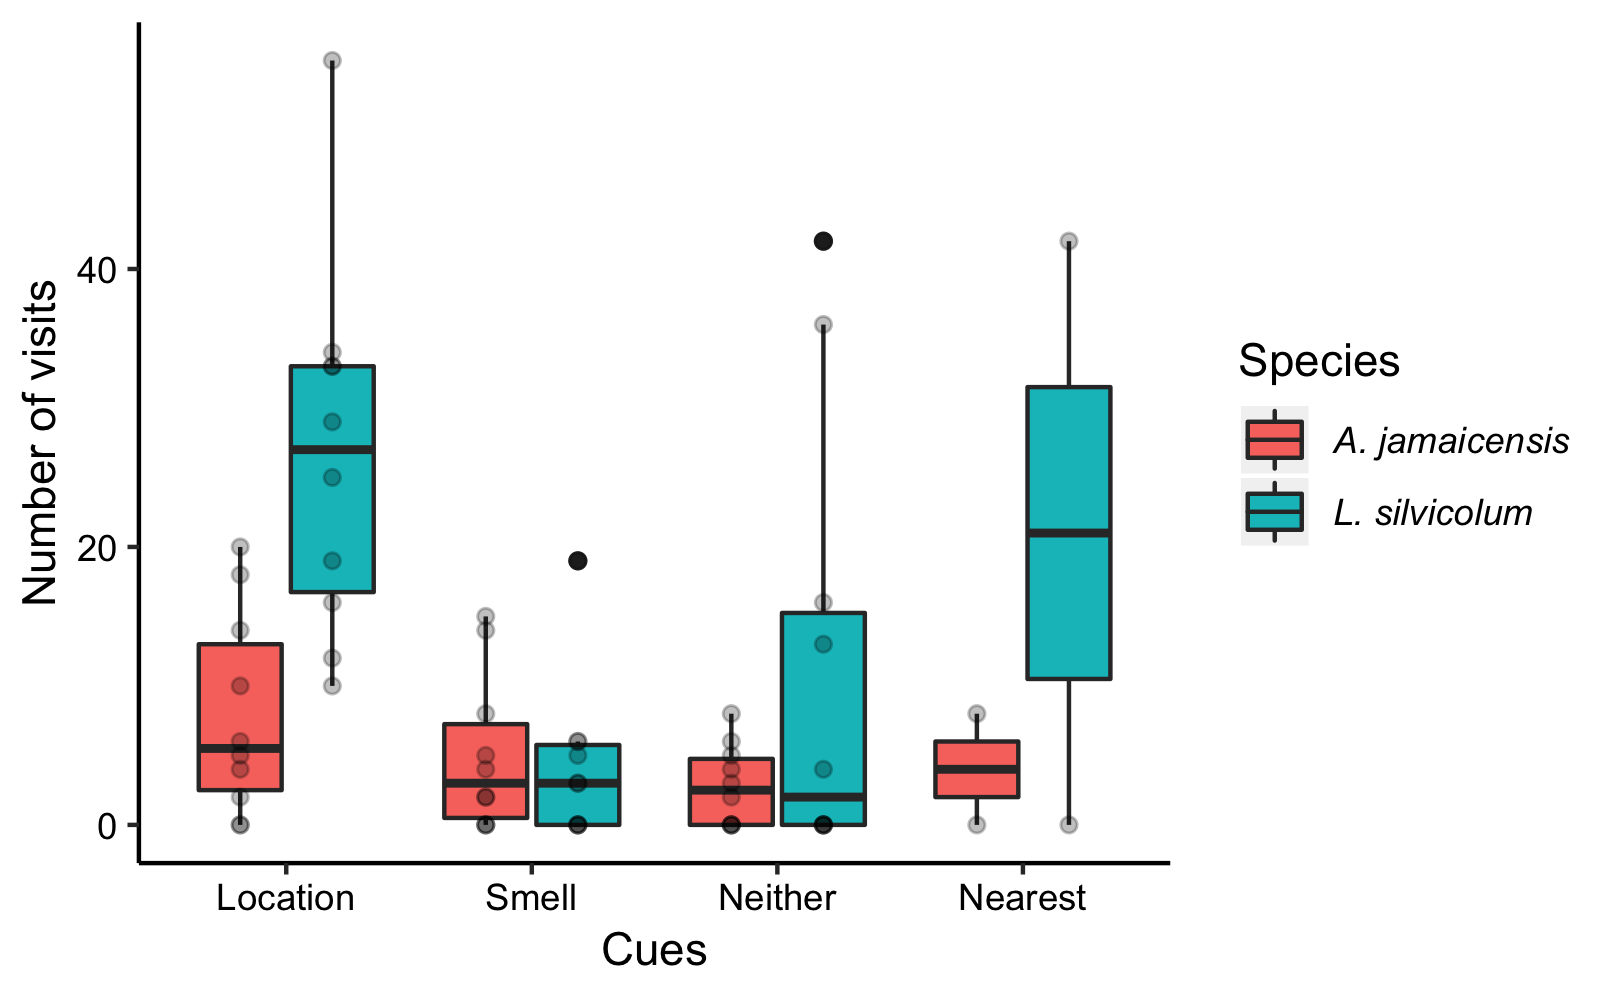 Number of visits
40
20
0
Location Smell Neither Nearest
Cues
Species
A. jamaicensis
L. silvicolum